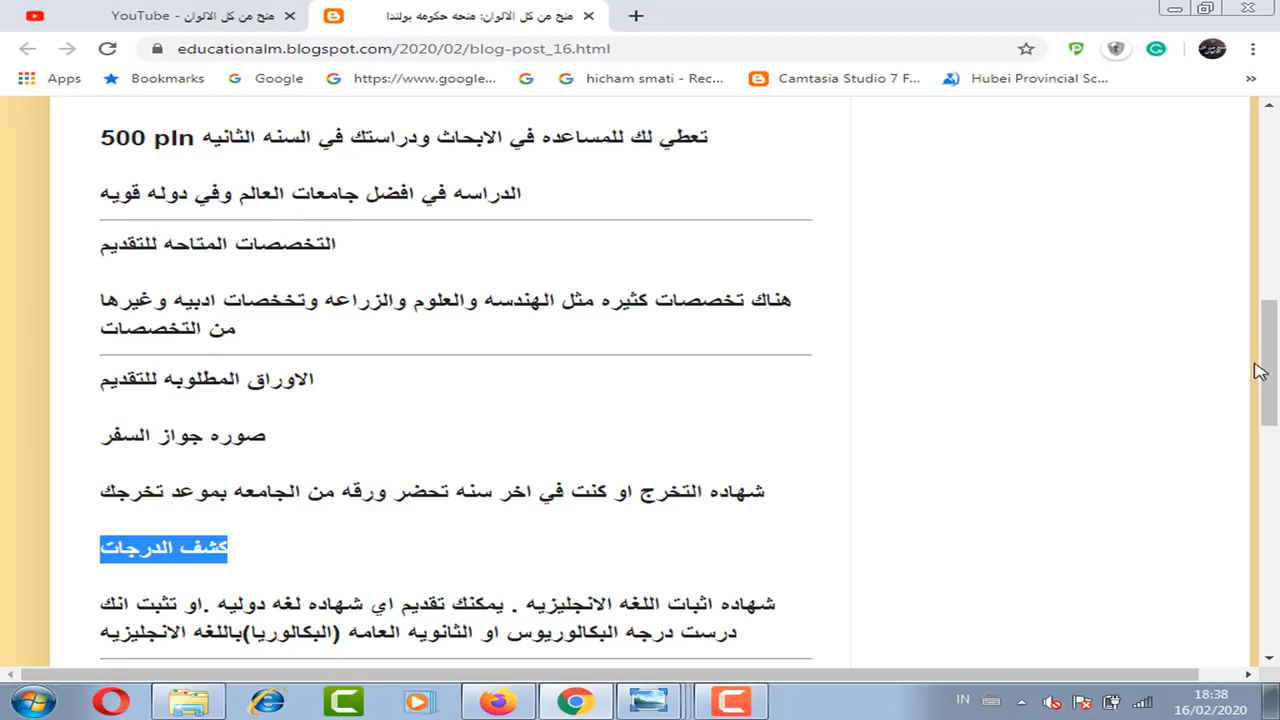 منح من كل الالوان - YouTube
منح من كل الالوان: منحه حكومه بولندا
educationalm.blogspot.com/2020/02/blog-post_16.html
Apps
Bookmarks
Google
https://www.google...
hicham smati - Rec...
Camtasia Studio 7 F...
Hubei Provincial Sc...
»
تعطي لك للمساعده في الابحاث ودراستك في السنه الثانيه 500 pln
الدراسه في افضل جامعات العالم وفي دوله قويه
التخصصات المتاحه للتقديم
هناك تخصصات كثيره مثل الهندسه والعلوم والزراعه وتخخصات ادبيه وغيرها
من التخصصات
الاوراق المطلوبه للتقديم
صوره جواز السفر
شهاده التخرج او كنت في اخر سنه تحضر ورقه من الجامعه بموعد تخرجك
كشف الدرجات
شهاده اثبات اللغه الانجليزيه . يمكنك تقديم اي شهاده لغه دوليه .او تثبت انك
درست درجه البكالوريوس او الثانويه العامه (البكالوريا)باللغه الانجليزيه
IN
18:38
16/02/2020